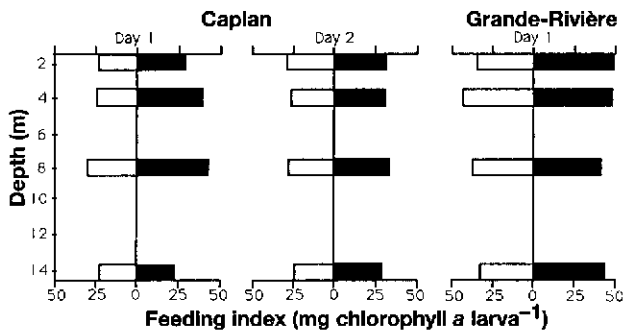 Caplan Grande-Rivière
Day 1 Day 2 Day 1
2
4
6
8
10
12
14
Depth (m)
50 25 0 25 50 25 0 25 50 25 0 25 50
Feeding index (mg chlorophyll a larva⁻¹)